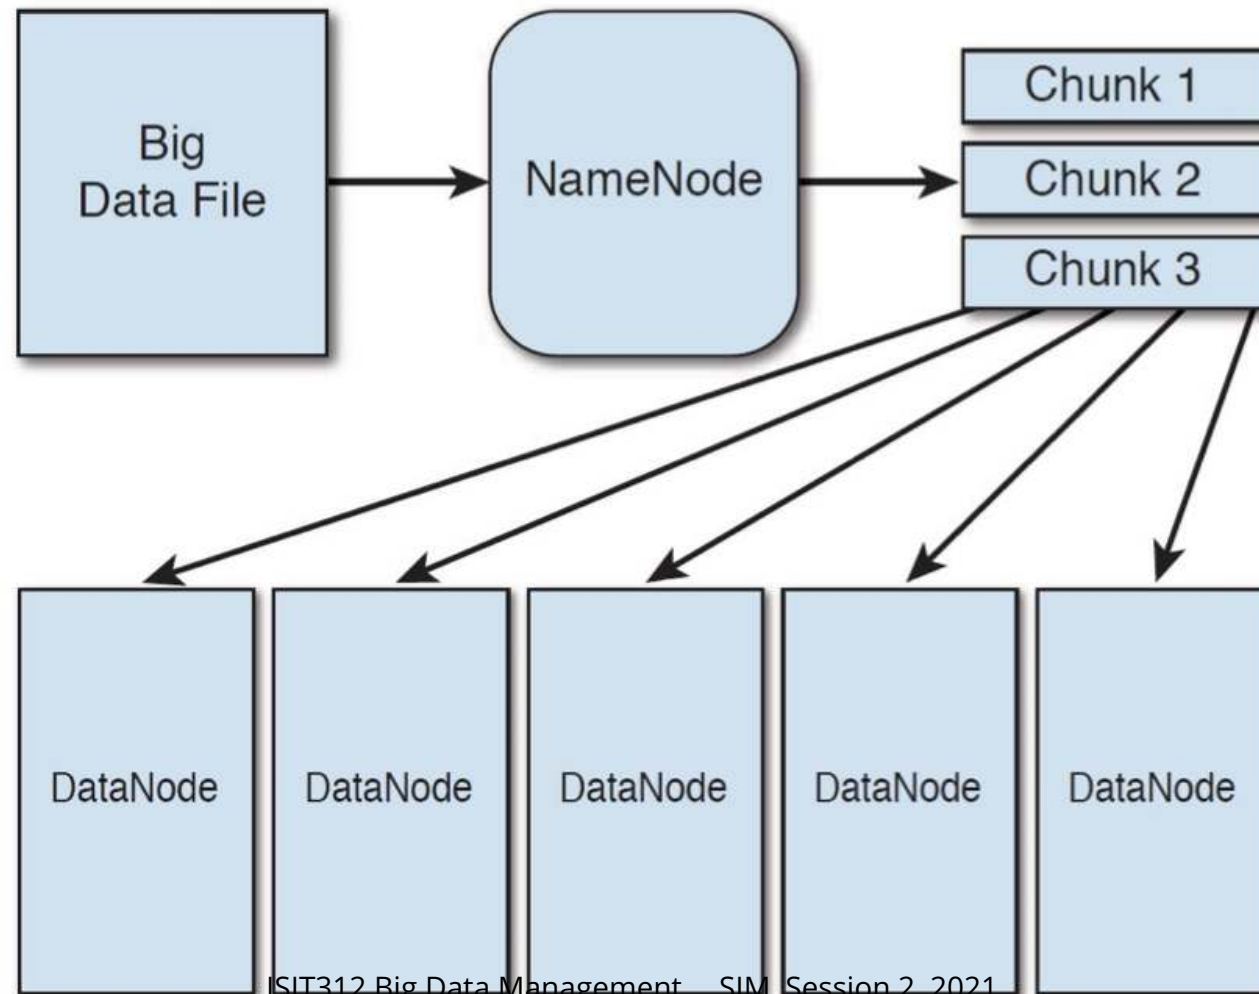 Big
Data File
NameNode
Chunk 1
Chunk 2
Chunk 3
DataNode
DataNode
DataNode
DataNode
DataNode
ISIT312 Big Data Management SIM Session 2, 2021